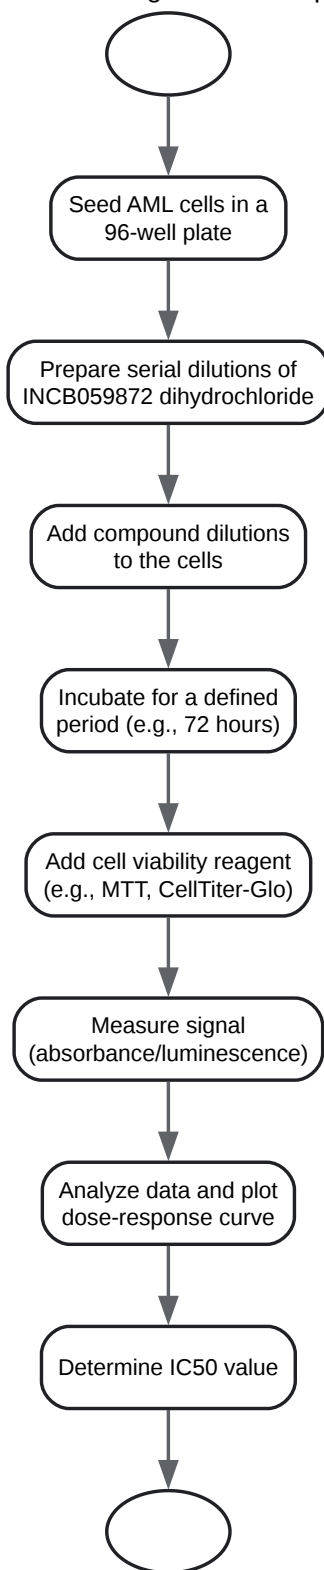 Seed AML cells in a
96-well plate
Prepare serial dilutions of
INCB059872 dihydrochloride
Add compound dilutions
to the cells
Incubate for a defined
period (e.g., 72 hours)
Add cell viability reagent
(e.g., MTT, CellTiter-Glo)
Measure signal
(absorbance/luminescence)
Analyze data and plot
dose-response curve
Determine IC50 value